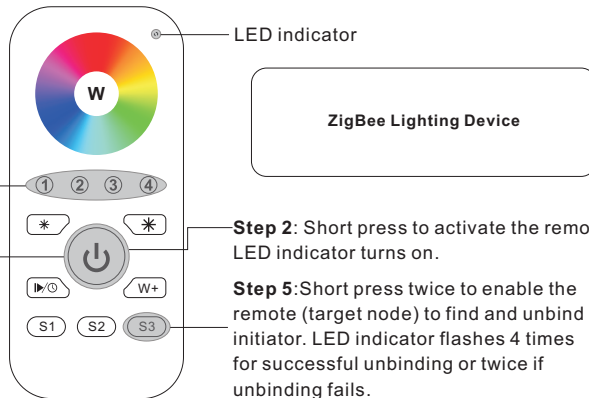 LED indicator
W
ZigBee Lighting Device
1 2 3 4
Step 2: Short press to activate the remo
LED indicator turns on.
W+
Step 5:Short press twice to enable the
remote (target node) to find and unbind
initiator. LED indicator flashes 4 times
for successful unbinding or twice if
unbinding fails.
S1 S2 S3